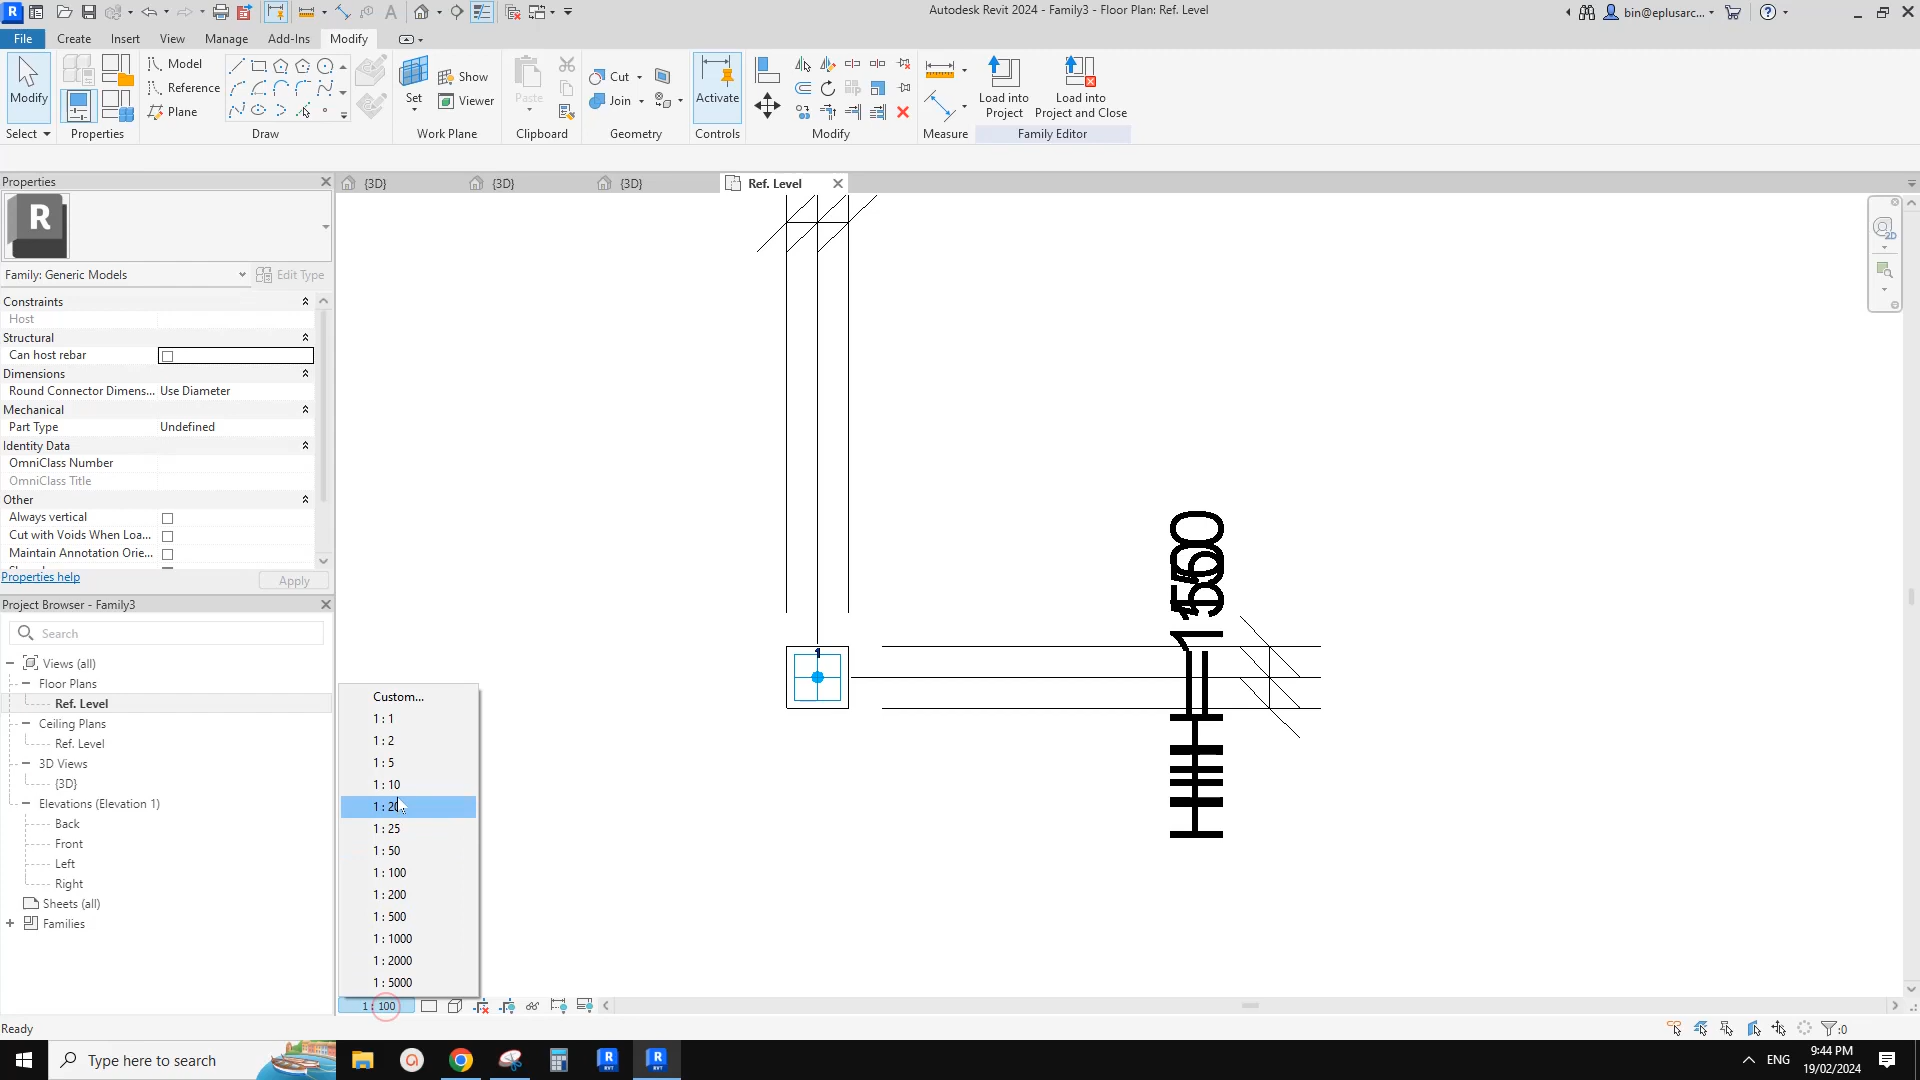 Autodesk Revit 2024 - Family3 - Floor Plan: Ref. Level
bin@eplusarc...
File Create Insert View Manage Add-Ins Modify
Modify
Select
Properties
Model
Reference
Plane
Draw
Set
Show
Viewer
Work Plane
Paste
Clipboard
Cut
Join
Geometry
Activate
Controls
Modify
Measure
Load into
Project
Load into
Project and Close
Family Editor
Properties
{3D}
{3D}
{3D}
Ref. Level
R
Family: Generic Models
Edit Type
Constraints
Host
Structural
Can host rebar
Dimensions
Round Connector Dimens... Use Diameter
Mechanical
Part Type Undefined
Identity Data
OmniClass Number
OmniClass Title
Other
Always vertical
Cut with Voids When Loa...
Maintain Annotation Orie...
Properties help
Apply
Project Browser - Family3
Search
Views (all)
Floor Plans
Ref. Level
Ceiling Plans
Ref. Level
3D Views
{3D}
Elevations (Elevation 1)
Back
Front
Left
Right
Sheets (all)
Families
Custom...
1 : 1
1 : 2
1 : 5
1 : 10
1 : 20
1 : 25
1 : 50
1 : 100
1 : 200
1 : 500
1 : 1000
1 : 2000
1 : 5000
1 : 100
1
Ready
:0
Type here to search
ENG
9:44 PM
19/02/2024